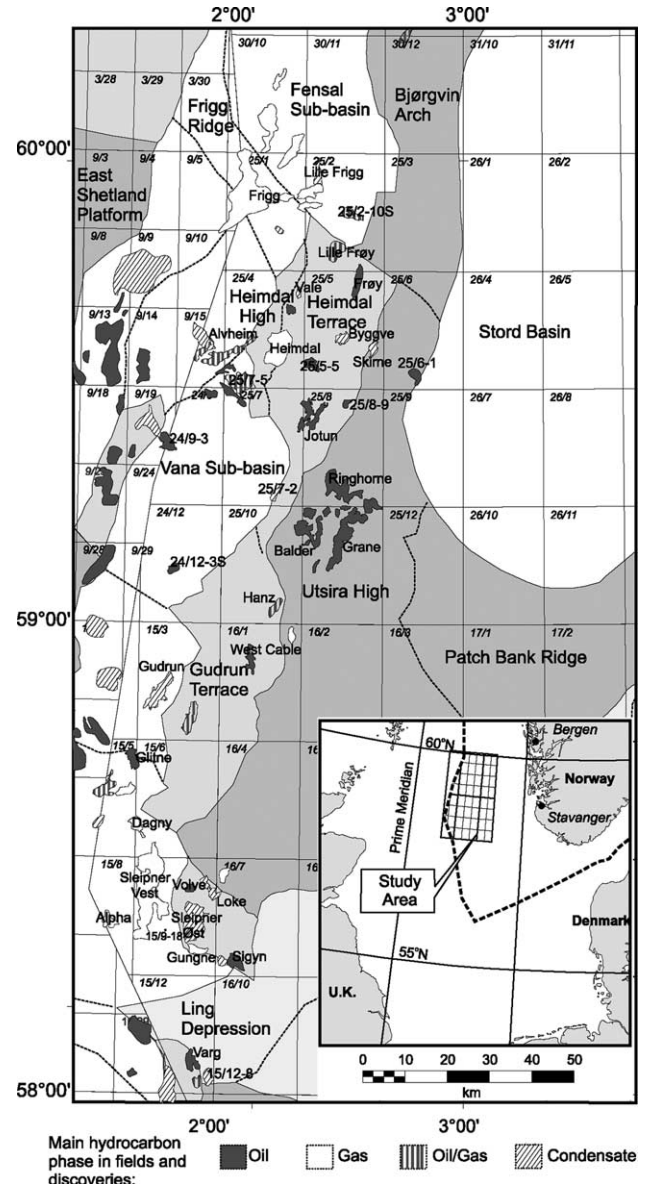 2°00' 3°00'
30/10 30/11 30/12 31/10 31/11
3/28 3/29 3/30
Fensal
Sub-basin
Bjørgvin
Arch
Frigg
Ridge
60°00'
9/3 9/4 9/5 25/1 25/2 25/3 26/1 26/2
East
Shetland
Platform
Lille Frigg
Frigg
25/2-10S
9/8 9/9 9/10
Lille Frøy
25/4 25/5 25/6 26/4 26/5
Vale
Frøy
Heimdal
High
Heimdal
Terrace
Stord Basin
9/13 9/14 9/15
Alvheim
Byggve
Heimdal
Skirne
25/5-5
25/6-1
25/7-5
9/18 9/19 25/7 25/8 25/9 26/7 26/8
25/8-9
Jotun
24/9-3
Vana Sub-basin
9/24
Ringhorne
25/7-2
24/12 25/10 25/12 26/10 26/11
9/28 9/29
Balder
Grane
24/12-3S
Utsira High
Hanz
59°00'
15/3 16/1 16/2 16/3 17/1 17/2
West Cable
Patch Bank Ridge
Gudrun
Gudrun
Terrace
15/5 15/6 16/4
Glitne
Dagny
15/8 16/7
Sleipner
Vest
Volve
Loke
Alpha
Sleipner
Øst
15/9-18
Gungne
Sigyn
15/12 16/10
Ling
Depression
Varg
15/12-8
58°00'
2°00' 3°00'
60°N
Bergen
Norway
Stavanger
Prime Meridian
Study
Area
Denmark
55°N
U.K.
0 10 20 30 40 50
km
Main hydrocarbon
phase in fields and
discoveries:
Oil Gas Oil/Gas Condensate